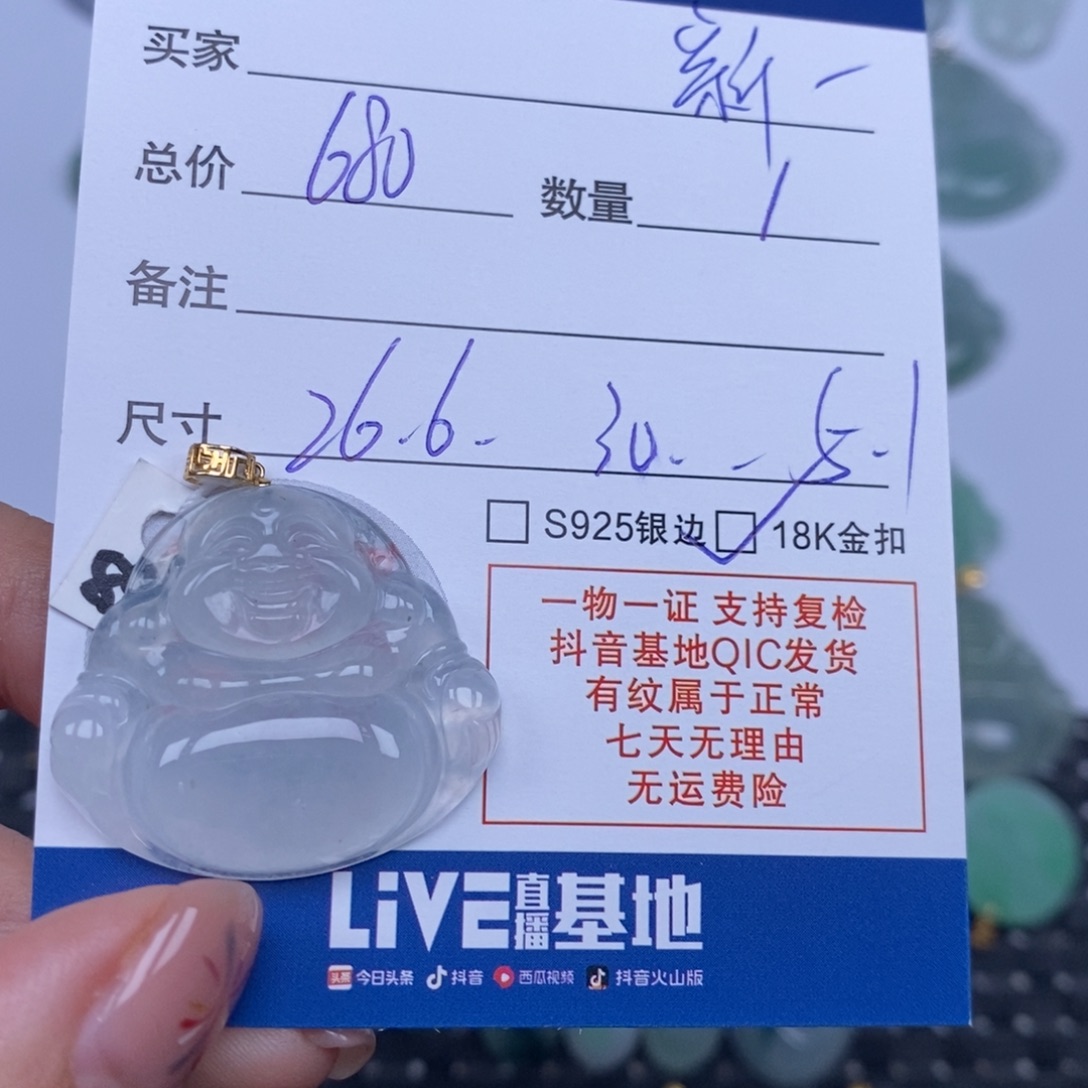 买家 新一
总价 680 数量 1
备注
尺寸 26.6. 30. - 5.1
S925银边 18K金扣
一物一证 支持复检
抖音基地QIC发货
有纹属于正常
七天无理由
无运费险
LiVE直播基地
头条 今日头条 抖音 西瓜视频 抖音火山版